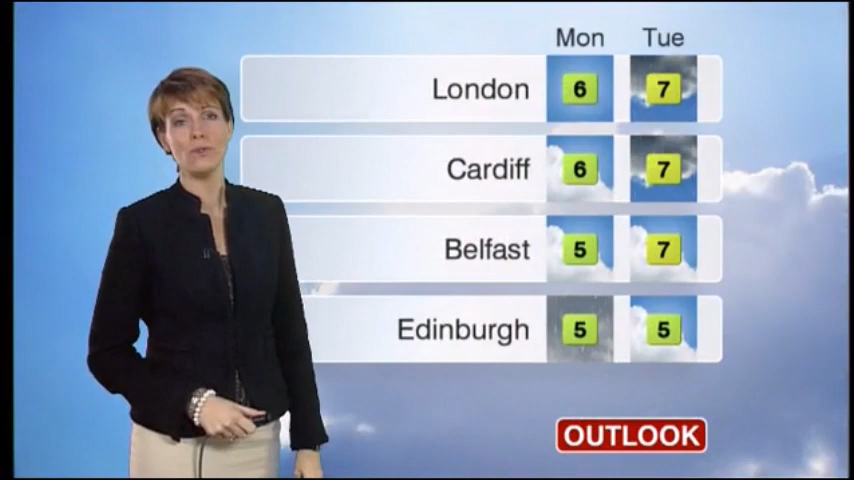 Mon Tue
London 6 7
Cardiff 6 7
Belfast 5 7
Edinburgh 5 5
OUTLOOK